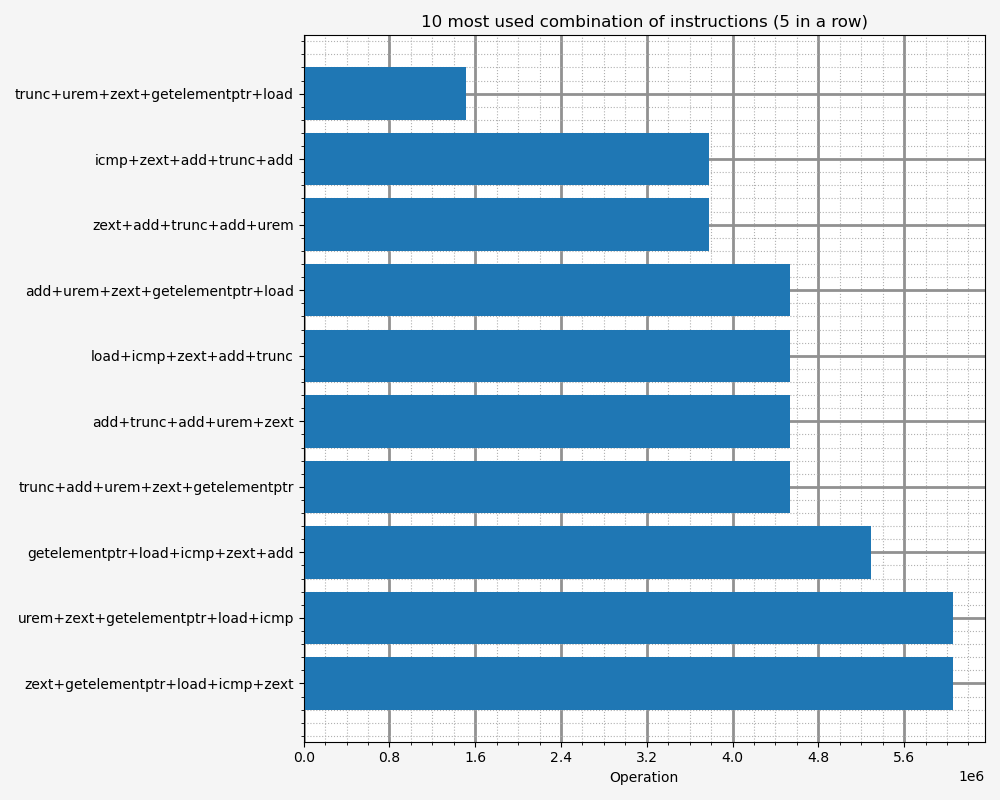 10 most used combination of instructions (5 in a row)
trunc+urem+zext+getelementptr+load
icmp+zext+add+trunc+add
zext+add+trunc+add+urem
add+urem+zext+getelementptr+load
load+icmp+zext+add+trunc
add+trunc+add+urem+zext
trunc+add+urem+zext+getelementptr
getelementptr+load+icmp+zext+add
urem+zext+getelementptr+load+icmp
zext+getelementptr+load+icmp+zext
0.0 0.8 1.6 2.4 3.2 4.0 4.8 5.6
1e6
Operation